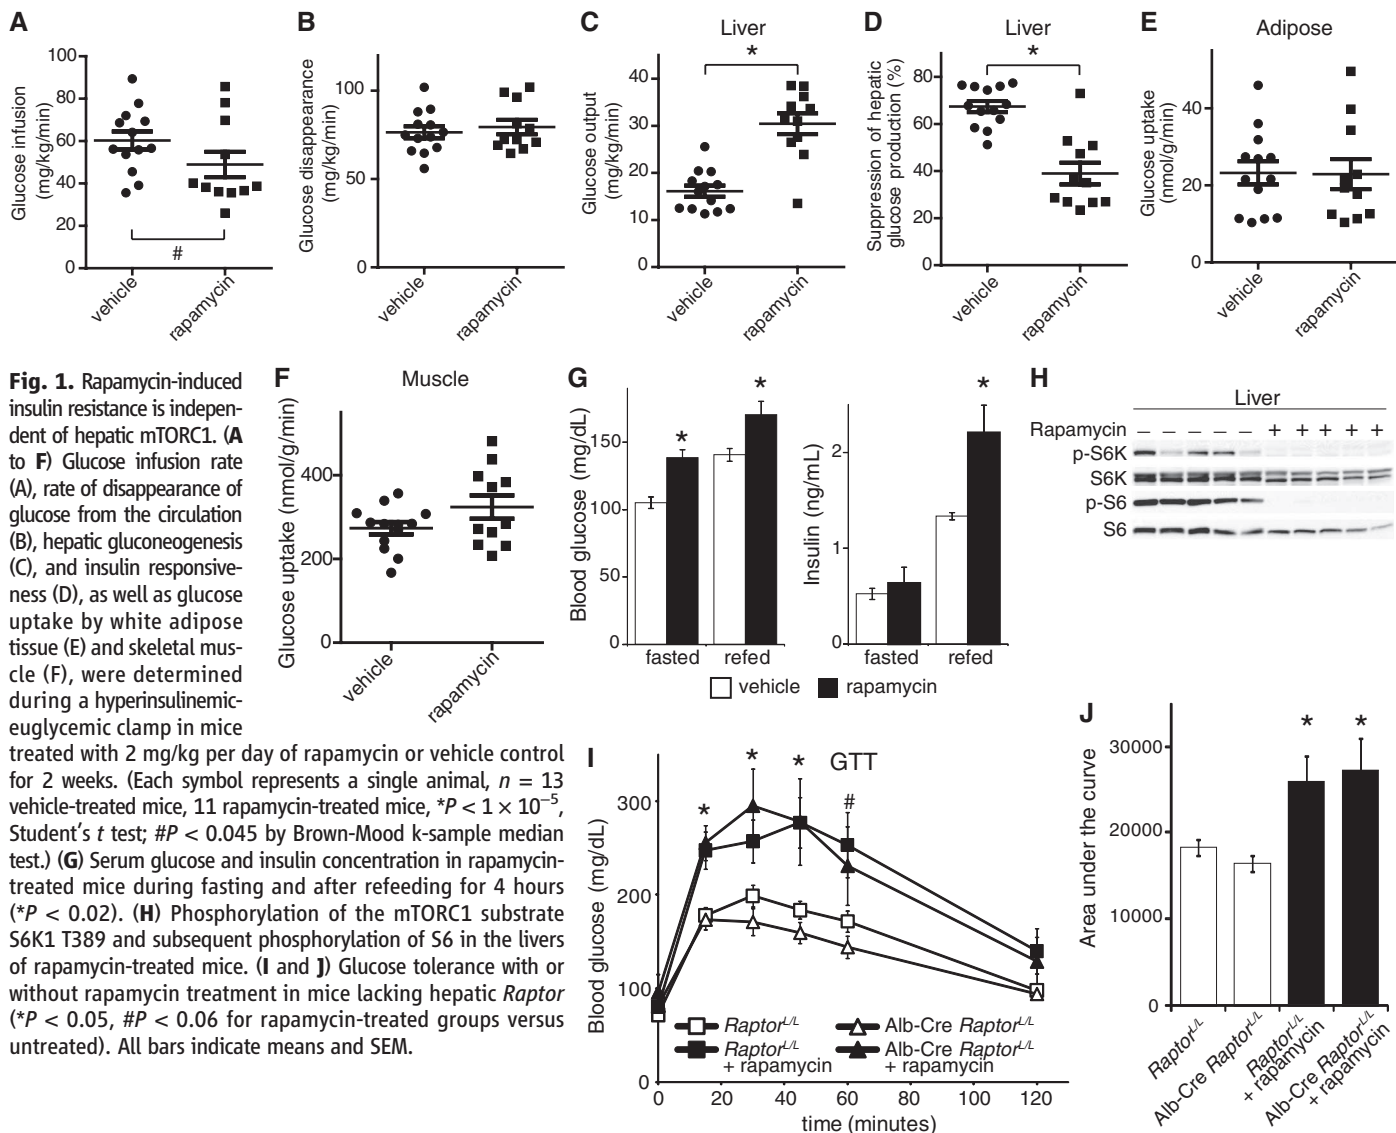 A
Glucose infusion
(mg/kg/min)
100
80
60
40
20
0
#
vehicle
rapamycin
B
Glucose disappearance
(mg/kg/min)
100
50
0
vehicle
rapamycin
C
Liver
*
Glucose output
(mg/kg/min)
40
30
20
10
0
vehicle
rapamycin
D
Liver
*
Suppression of hepatic
glucose production (%)
80
60
40
20
0
vehicle
rapamycin
E
Adipose
Glucose uptake
(nmol/g/min)
40
20
0
vehicle
rapamycin
Fig. 1. Rapamycin-induced
insulin resistance is indepen-
dent of hepatic mTORC1. (A
to F) Glucose infusion rate
(A), rate of disappearance of
glucose from the circulation
(B), hepatic gluconeogenesis
(C), and insulin responsive-
ness (D), as well as glucose
uptake by white adipose
tissue (E) and skeletal mus-
cle (F), were determined
during a hyperinsulinemic-
euglycemic clamp in mice
treated with 2 mg/kg per day of rapamycin or vehicle control
for 2 weeks. (Each symbol represents a single animal, n = 13
vehicle-treated mice, 11 rapamycin-treated mice, *P < 1 × 10⁻⁵,
Student's t test; #P < 0.045 by Brown-Mood k-sample median
test.) (G) Serum glucose and insulin concentration in rapamycin-
treated mice during fasting and after refeeding for 4 hours
(*P < 0.02). (H) Phosphorylation of the mTORC1 substrate
S6K1 T389 and subsequent phosphorylation of S6 in the livers
of rapamycin-treated mice. (I and J) Glucose tolerance with or
without rapamycin treatment in mice lacking hepatic Raptor
(*P < 0.05, #P < 0.06 for rapamycin-treated groups versus
untreated). All bars indicate means and SEM.
F
Muscle
Glucose uptake (nmol/g/min)
400
200
0
vehicle
rapamycin
G
Blood glucose (mg/dL)
150
100
50
0
*
*
fasted
refed
Insulin (ng/mL)
2
1
0
*
fasted
refed
vehicle
rapamycin
H
Liver
Rapamycin − − − − − + + + + +
p-S6K
S6K
p-S6
S6
I
GTT
Blood glucose (mg/dL)
300
200
100
0
* * * #
Raptor L/L
Raptor L/L
+ rapamycin
Alb-Cre Raptor L/L
Alb-Cre Raptor L/L
+ rapamycin
0 20 40 60 80 100 120
time (minutes)
J
Area under the curve
30000
20000
10000
0
* *
Raptor L/L
Alb-Cre Raptor L/L
Raptor L/L
+ rapamycin
Alb-Cre Raptor L/L
+ rapamycin